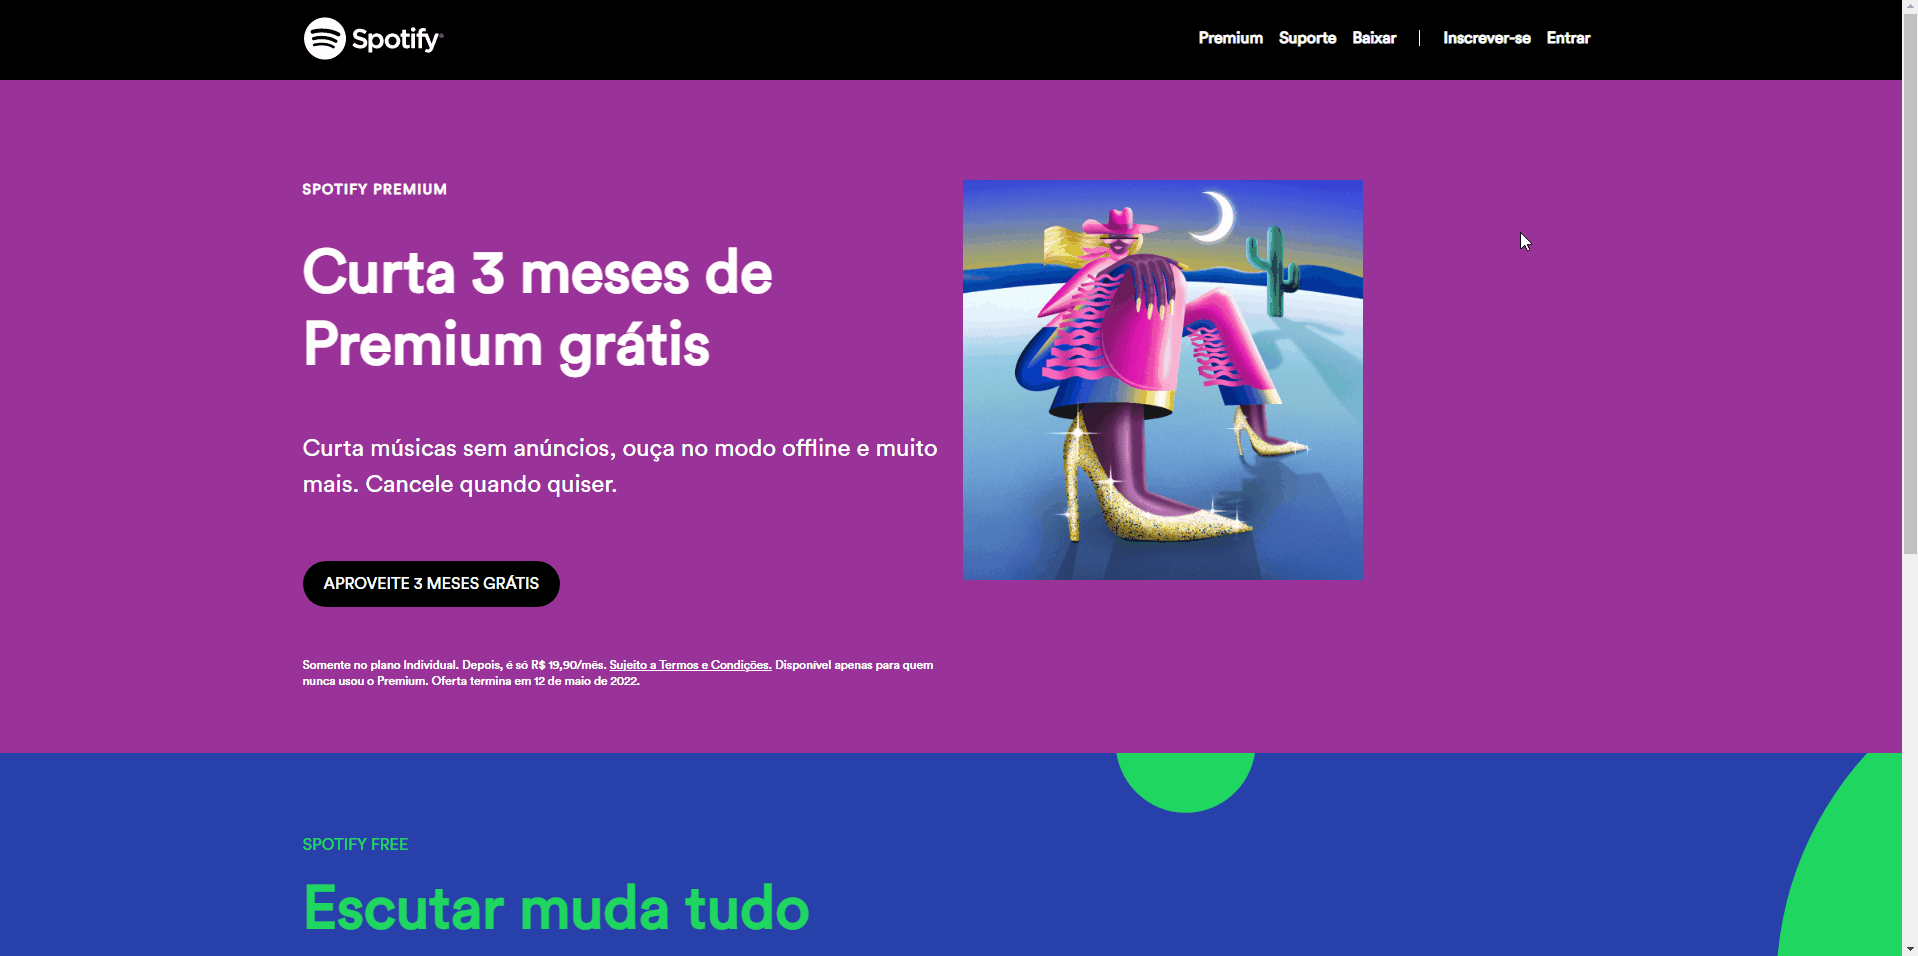 Spotify
Premium Suporte Baixar | Inscrever-se Entrar
SPOTIFY PREMIUM
Curta 3 meses de
Premium grátis
Curta músicas sem anúncios, ouça no modo offline e muito
mais. Cancele quando quiser.
APROVEITE 3 MESES GRÁTIS
Somente no plano Individual. Depois, é só R$ 19,90/mês. Sujeito a Termos e Condições. Disponível apenas para quem
nunca usou o Premium. Oferta termina em 12 de maio de 2022.
SPOTIFY FREE
Escutar muda tudo